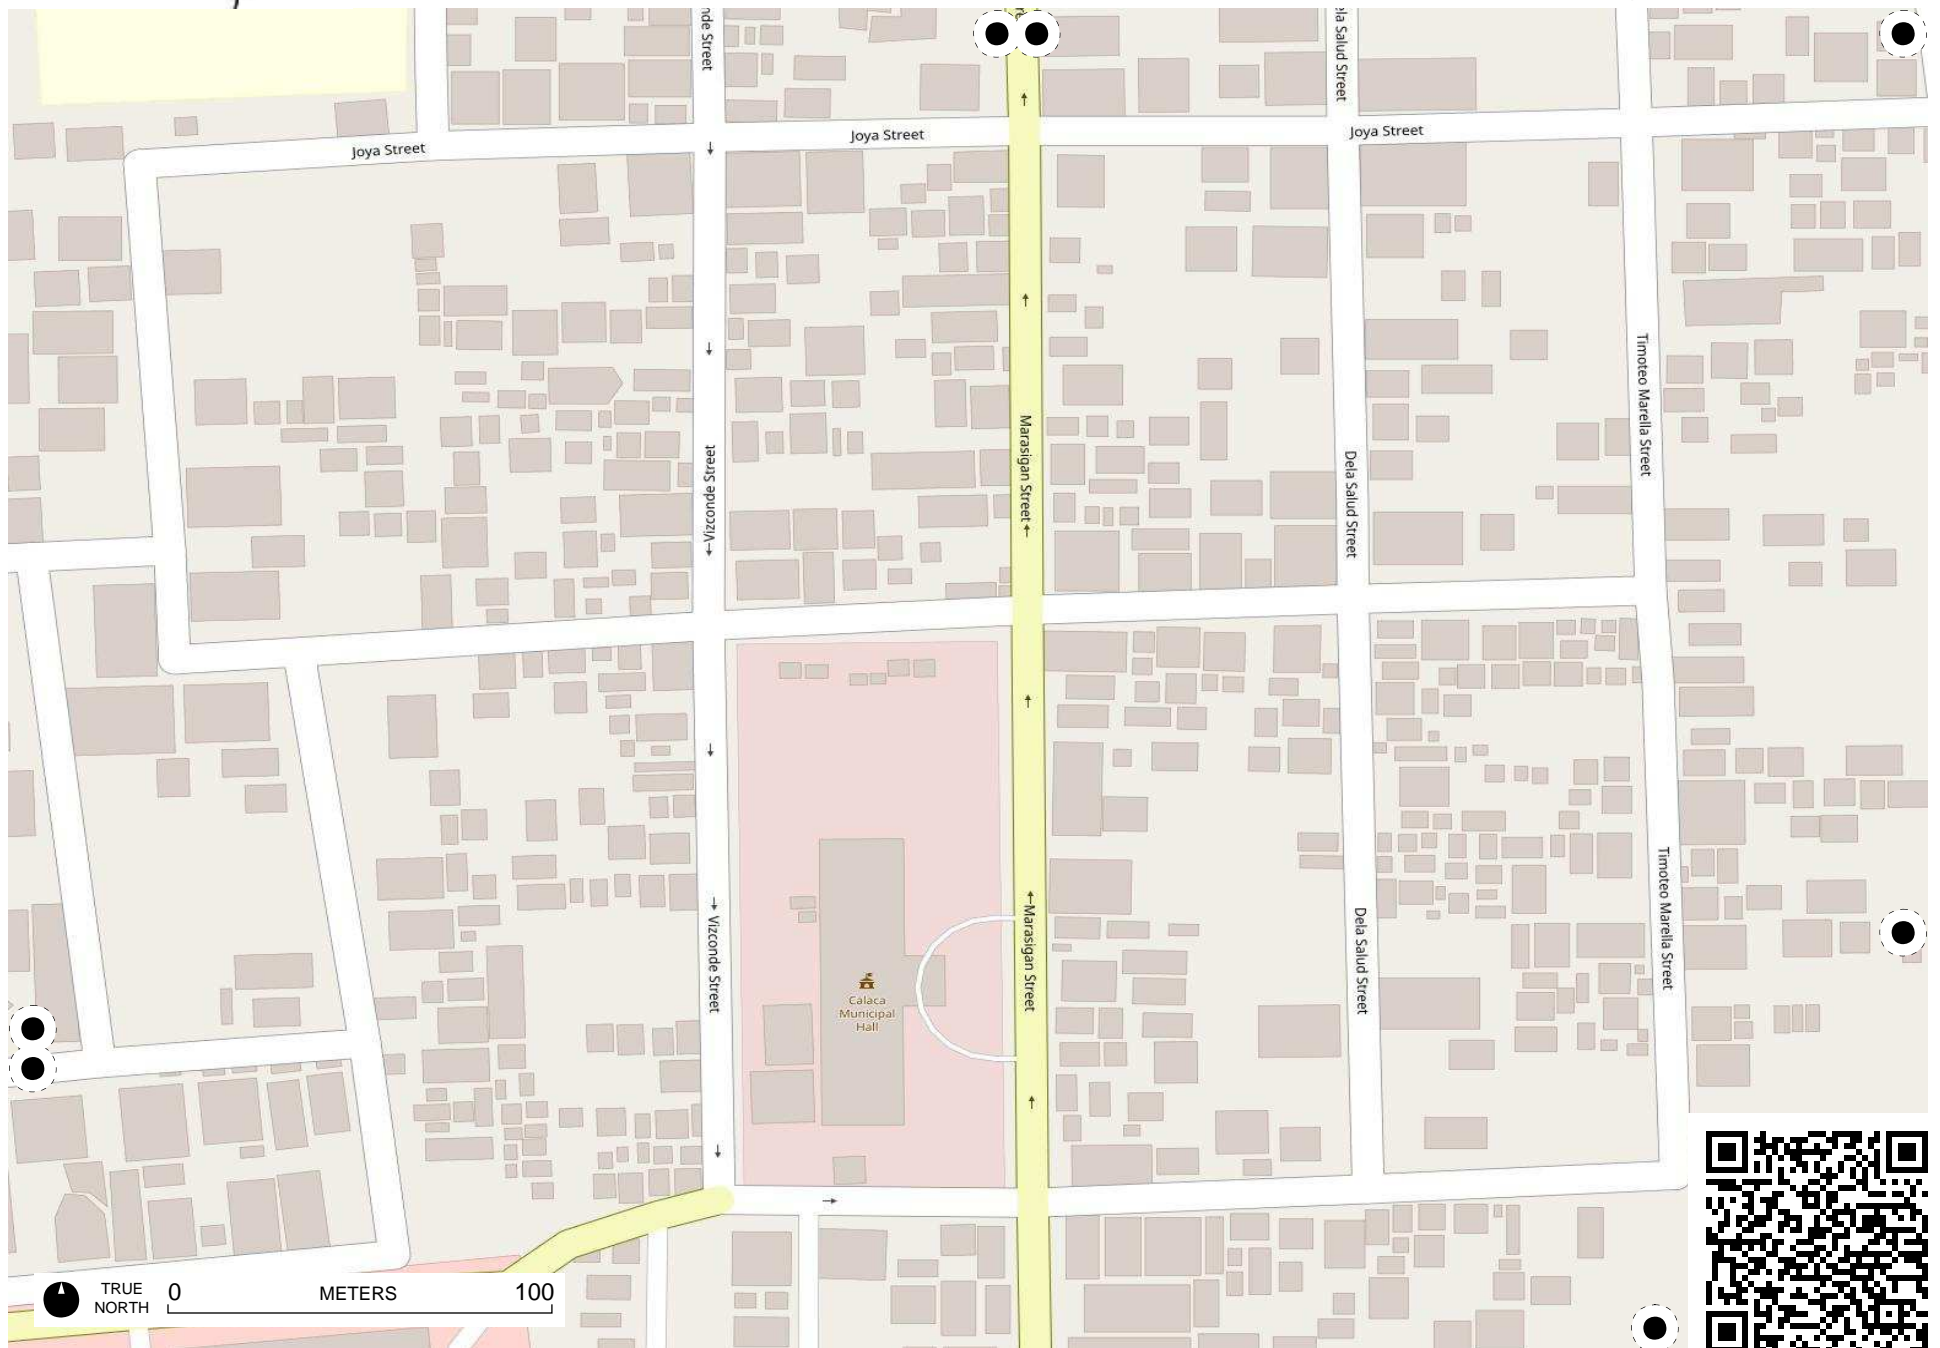 nde Street
ela Salud Street
Joya Street
Joya Street
Joya Street
Timoteo Marella Street
Marasigan Street
Vizconde Street
Dela Salud Street
Timoteo Marella Street
Vizconde Street
Marasigan Street
Dela Salud Street
Calaca
Municipal
Hall
TRUE
NORTH
0
METERS
100